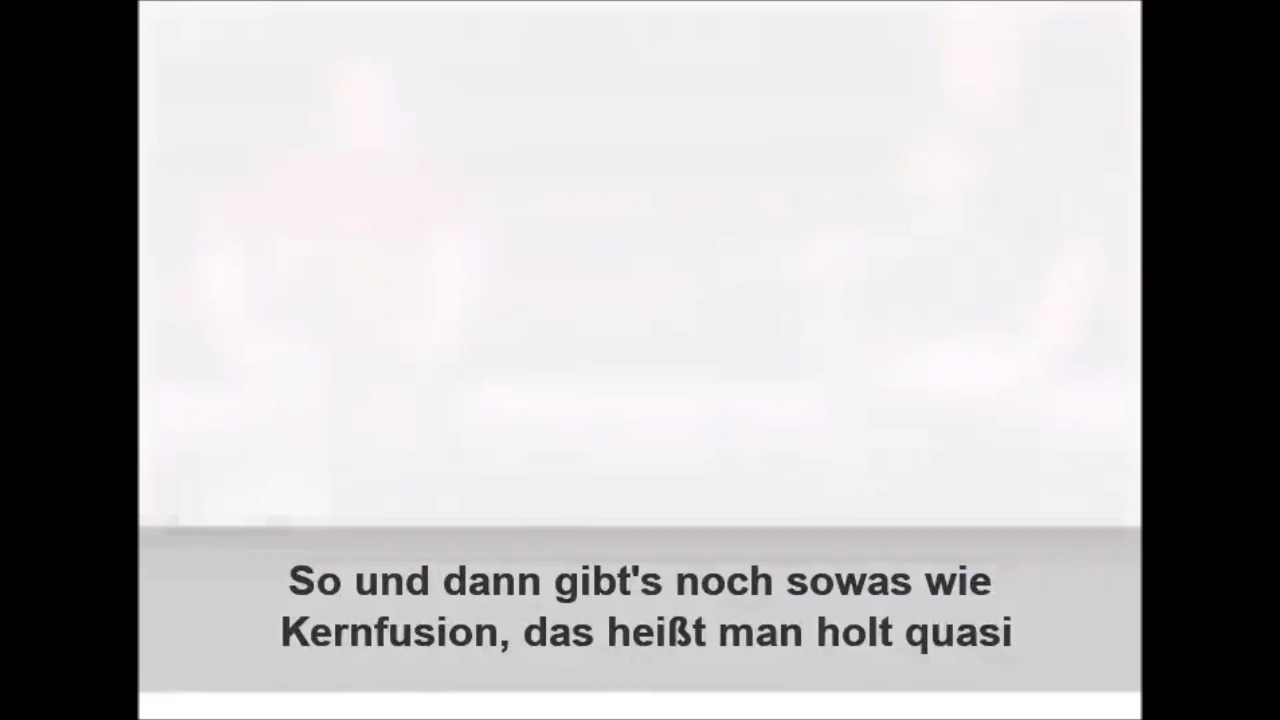 So und dann gibt's noch sowas wie
Kernfusion, das heißt man holt quasi